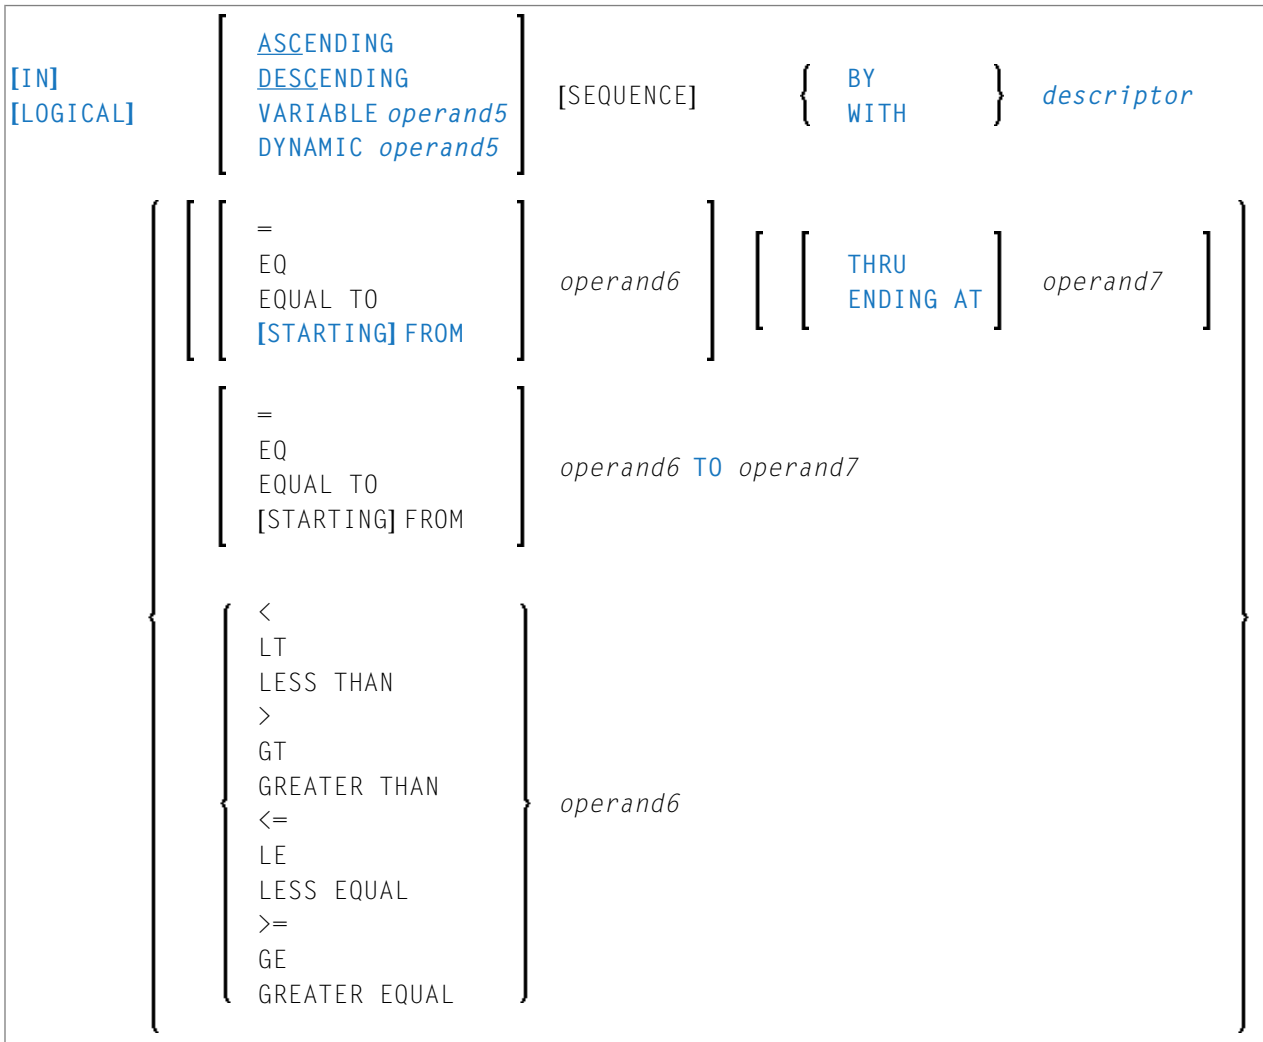 [IN]
[LOGICAL]
ASCENDING
DESCENDING
VARIABLE operand5
DYNAMIC operand5
[SEQUENCE]
BY
WITH
descriptor
=
EQ
EQUAL TO
[STARTING] FROM
operand6
THRU
ENDING AT
operand7
=
EQ
EQUAL TO
[STARTING] FROM
operand6 TO operand7
<
LT
LESS THAN
>
GT
GREATER THAN
<=
LE
LESS EQUAL
>=
GE
GREATER EQUAL
operand6